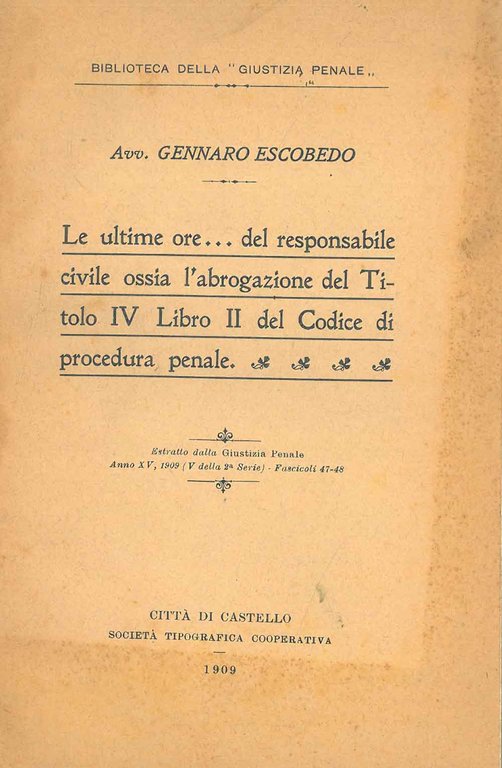 BIBLIOTECA DELLA "GIUSTIZIA PENALE„
Avv. GENNARO ESCOBEDO
Le ultime ore... del responsabile
civile ossia l'abrogazione del Ti-
tolo IV Libro II del Codice di
procedura penale.
Estratto dalla Giustizia Penale
Anno XV, 1909 (V della 2ª Serie) - Fascicoli 47-48
CITTÀ DI CASTELLO
SOCIETÀ TIPOGRAFICA COOPERATIVA
1909